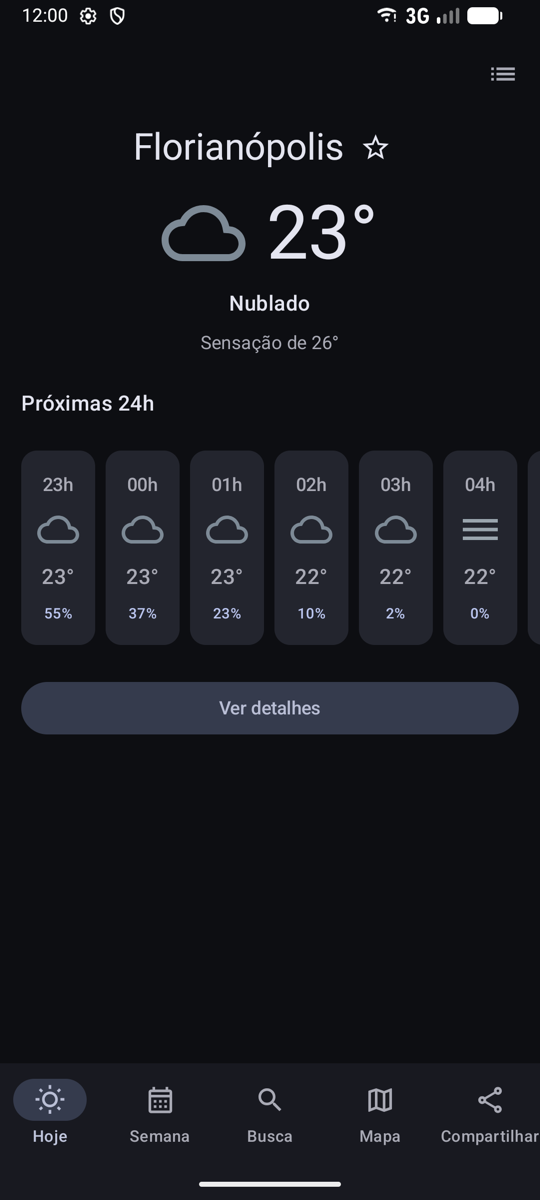 12:00 3G
Florianópolis
23°
Nublado
Sensação de 26°
Próximas 24h
23h 00h 01h 02h 03h 04h
23° 23° 23° 22° 22° 22°
55% 37% 23% 10% 2% 0%
Ver detalhes
Hoje Semana Busca Mapa Compartilhar